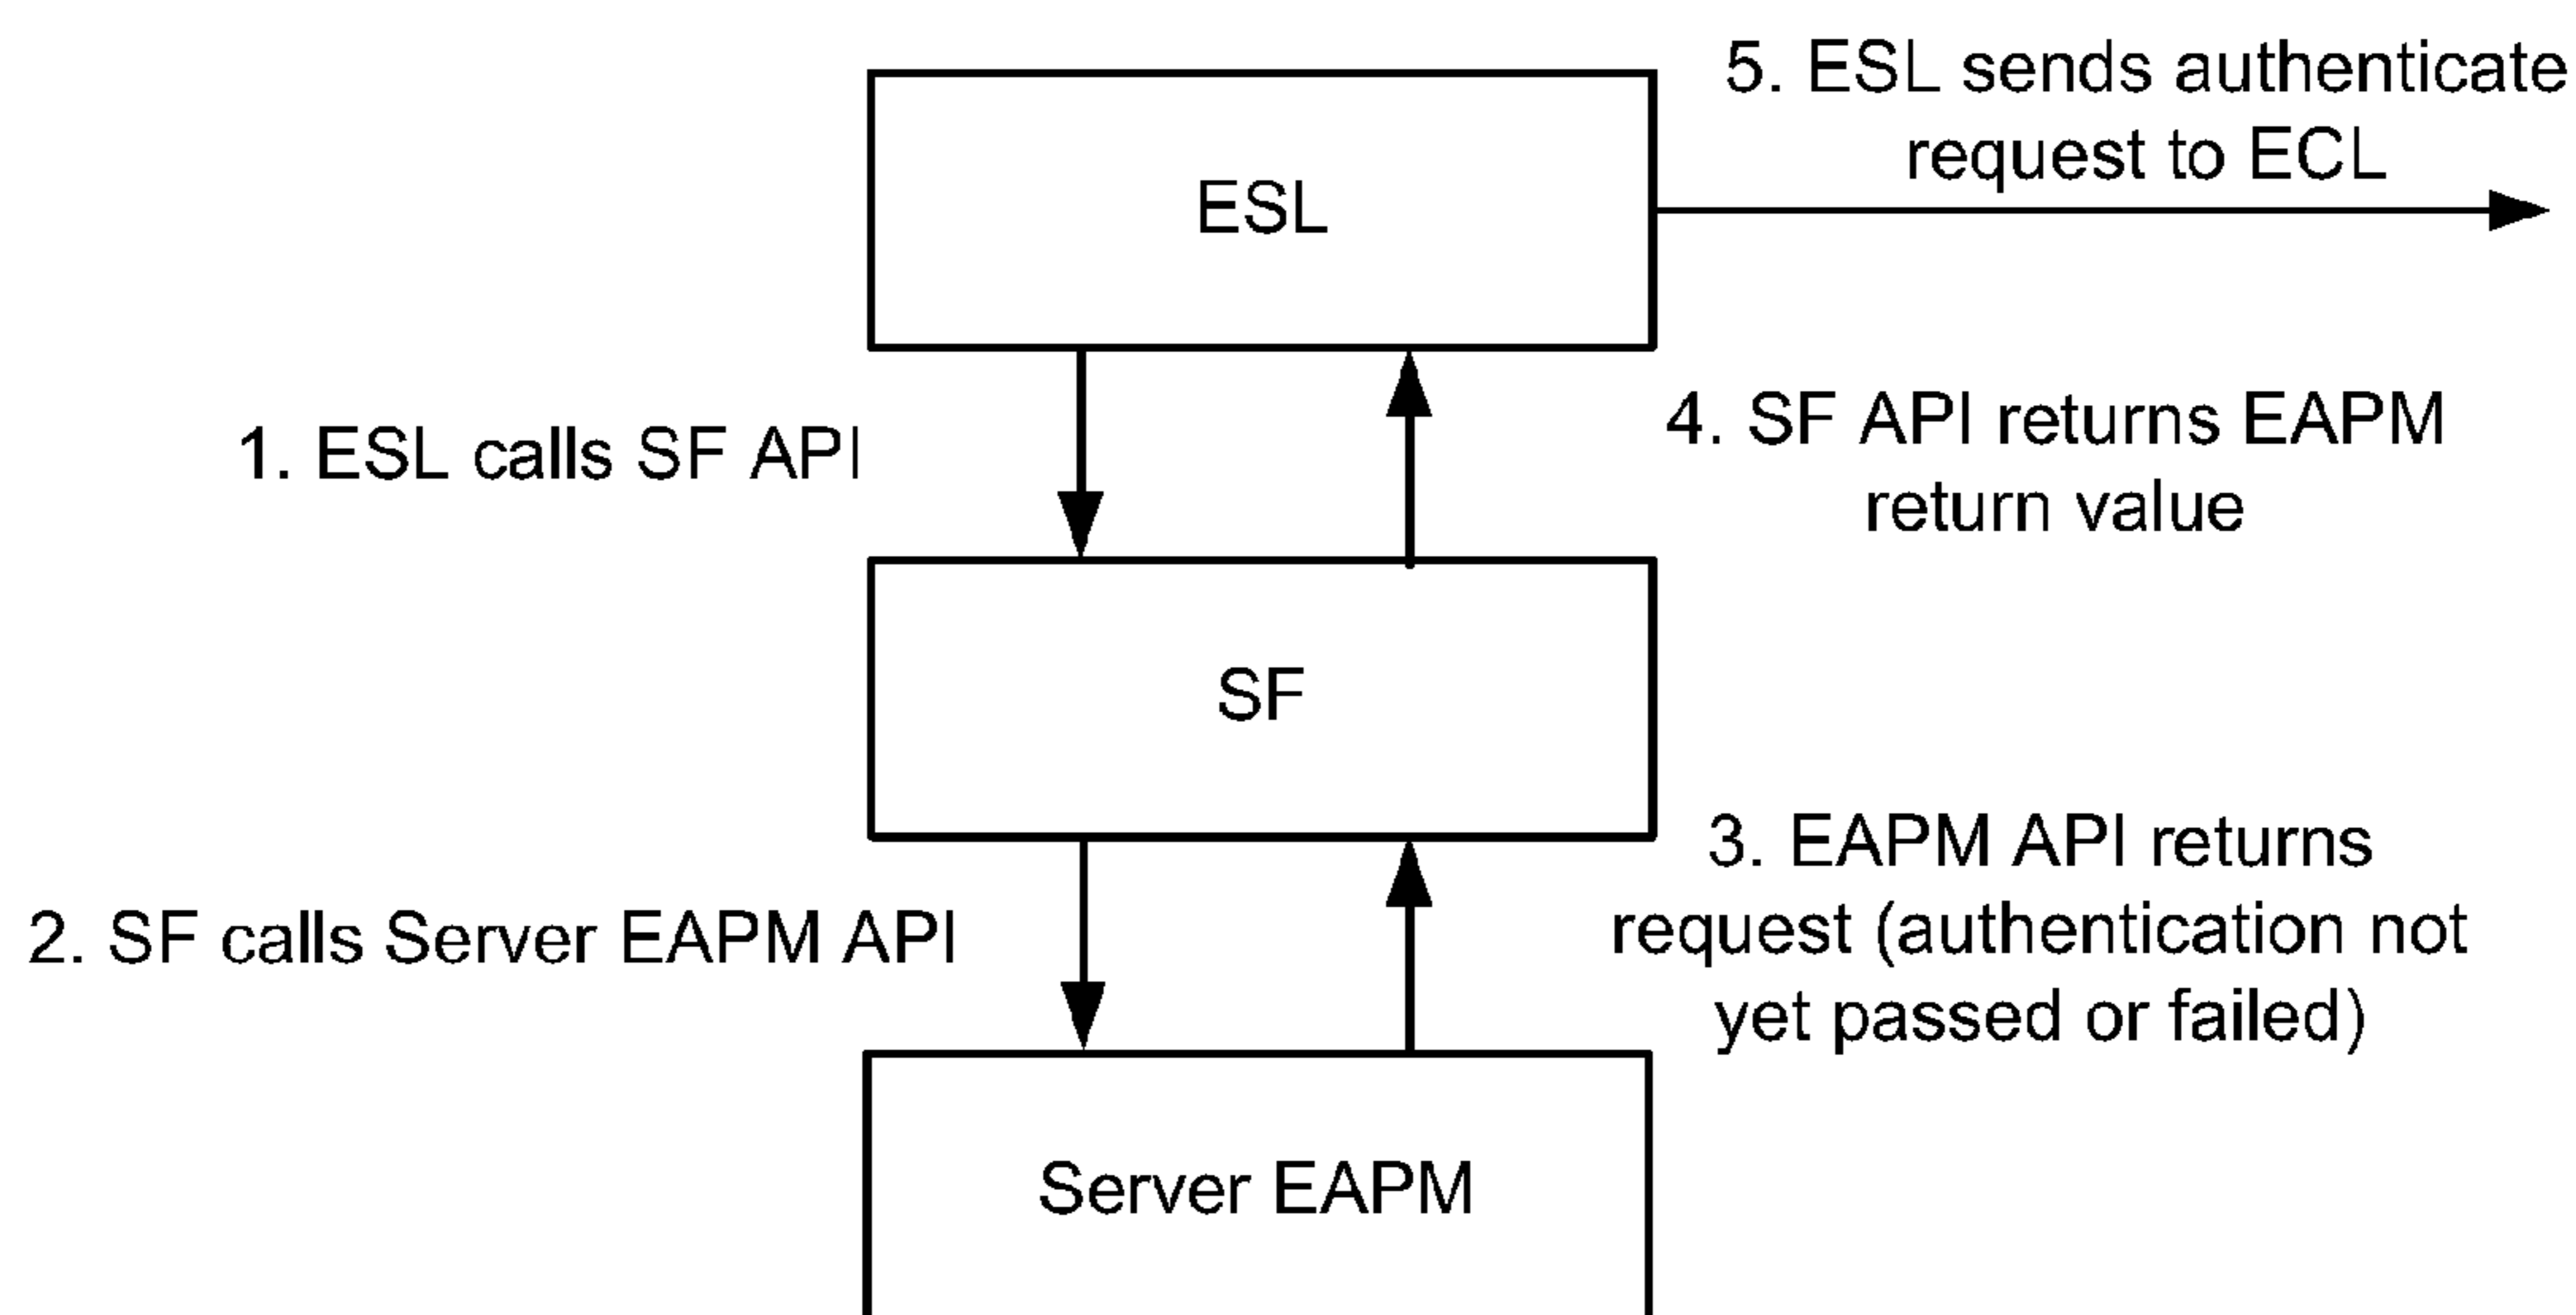 5. ESL sends authenticate
request to ECL
ESL
1. ESL calls SF API
4. SF API returns EAPM
return value
SF
2. SF calls Server EAPM API
3. EAPM API returns
request (authentication not
yet passed or failed)
Server EAPM